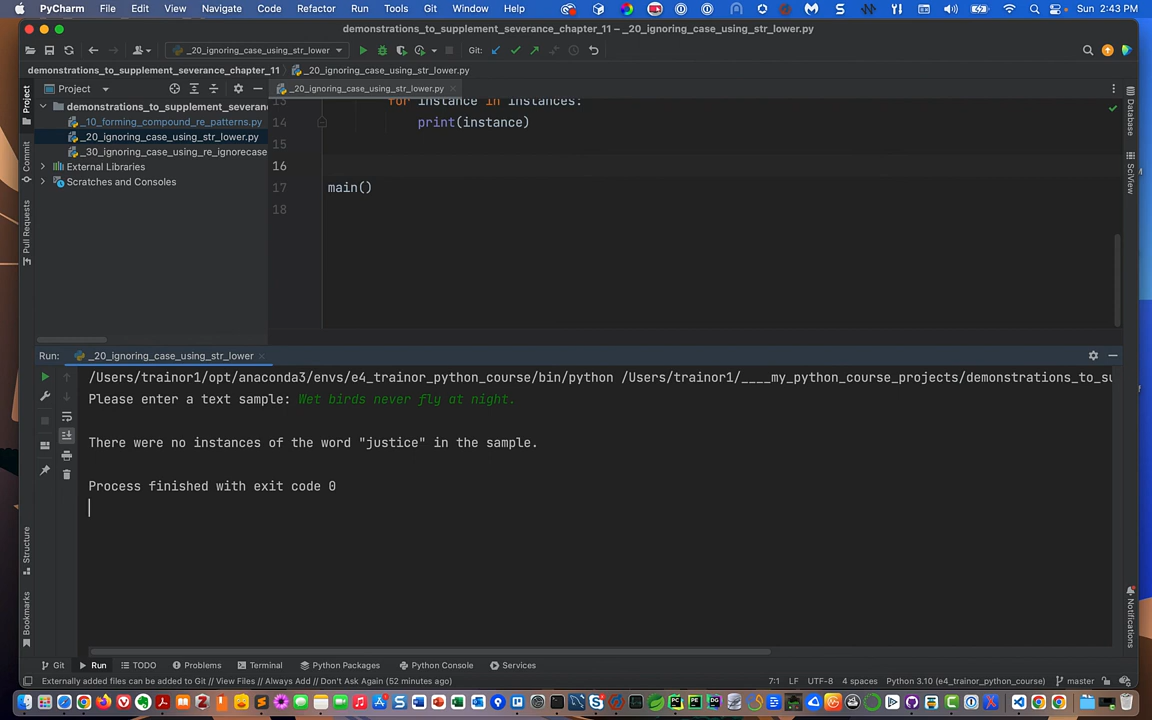 PyCharm File Edit View Navigate Code Refactor Run Tools Git Window Help Sun 2:43 PM
demonstrations_to_supplement_severance_chapter_11 – _20_ignoring_case_using_str_lower.py
_20_ignoring_case_using_str_lower Git:
demonstrations_to_supplement_severance_chapter_11 _20_ignoring_case_using_str_lower.py
Project _20_ignoring_case_using_str_lower.py
demonstrations_to_supplement_severan
_10_forming_compound_re_patterns.py
_20_ignoring_case_using_str_lower.py
_30_ignoring_case_using_re_ignorecase
External Libraries
Scratches and Consoles
Project
Commit
Pull Requests
13 for instance in instances:
14 print(instance)
15
16
17 main()
18
Database
SciView
Run: _20_ignoring_case_using_str_lower
/Users/trainor1/opt/anaconda3/envs/e4_trainor_python_course/bin/python /Users/trainor1/____my_python_course_projects/demonstrations_to_su
Please enter a text sample: Wet birds never fly at night.
There were no instances of the word "justice" in the sample.
Process finished with exit code 0
Structure
Bookmarks
Notifications
Git Run TODO Problems Terminal Python Packages Python Console Services
Externally added files can be added to Git // View Files // Always Add // Don't Ask Again (52 minutes ago) 7:1 LF UTF-8 4 spaces Python 3.10 (e4_trainor_python_course) master